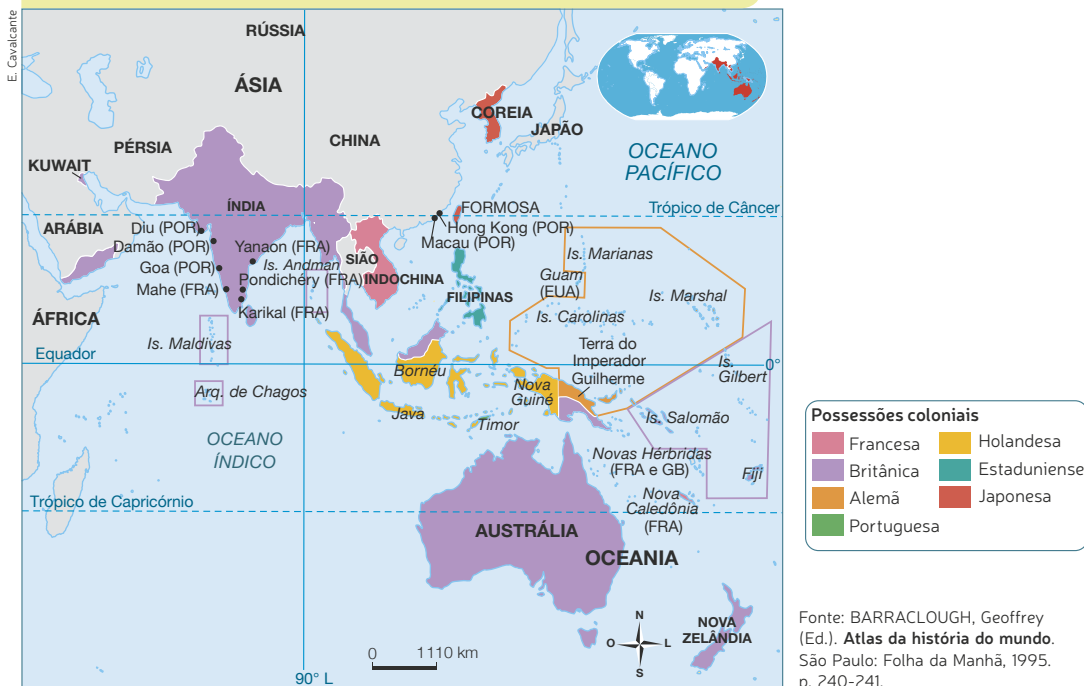 E. Cavalcante
RÚSSIA
ÁSIA
COREIA
JAPÃO
CHINA
PÉRSIA
OCEANO
PACÍFICO
KUWAIT
ÍNDIA
FORMOSA
Trópico de Câncer
ARÁBIA
Diu (POR)
Hong Kong (POR)
Damão (POR)
Yanaon (FRA)
Macau (POR)
Is. Marianas
SIÃO
Goa (POR)
Is. Andman
Guam
(EUA)
Pondichéry (FRA)
INDOCHINA
Mahe (FRA)
FILIPINAS
Is. Marshal
Karikal (FRA)
ÁFRICA
Is. Carolinas
Is. Maldivas
Terra do
Imperador
Guilherme
Equador
0°
Is.
Gilbert
Bornéu
Arq. de Chagos
Nova
Guiné
Java
Timor
Is. Salomão
OCEANO
ÍNDICO
Novas Hérbridas
(FRA e GB)
Fiji
Trópico de Capricórnio
Nova
Caledônia
(FRA)
AUSTRÁLIA
OCEANIA
N
O
L
S
NOVA
ZELÂNDIA
0
1 110 km
90° L
Possessões coloniais
Francesa
Holandesa
Britânica
Estaduniense
Alemã
Japonesa
Portuguesa
Fonte: BARRACLOUGH, Geoffrey
(Ed.). Atlas da história do mundo.
São Paulo: Folha da Manhã, 1995.
p. 240-241.